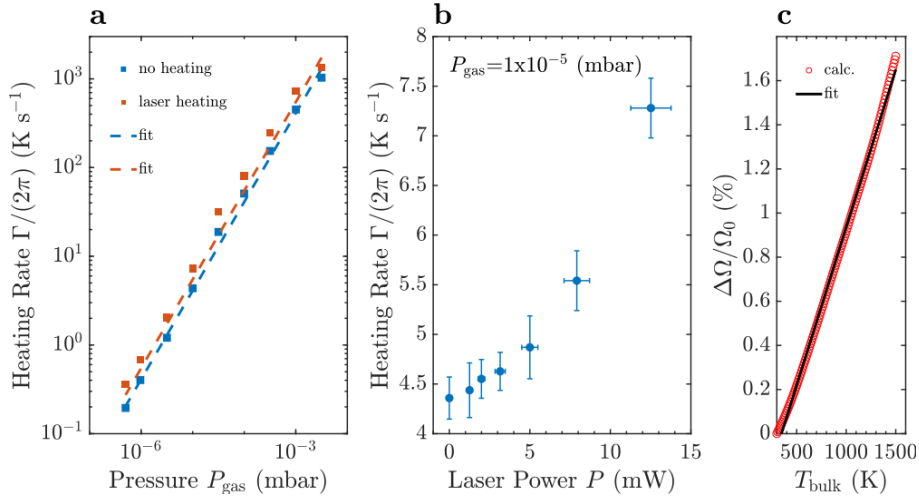 a
no heating
laser heating
fit
fit
10³
10²
10¹
10⁰
10⁻¹
10⁻⁶
10⁻³
Heating Rate Γ/(2π) (K s⁻¹)
Pressure P_gas (mbar)
b
P_gas=1x10⁻⁵ (mbar)
8
7.5
7
6.5
6
5.5
5
4.5
4
0
5
10
15
Heating Rate Γ/(2π) (K s⁻¹)
Laser Power P (mW)
c
calc.
fit
1.6
1.4
1.2
1
0.8
0.6
0.4
0.2
0
500
1000
1500
ΔΩ/Ω₀ (%)
T_bulk (K)